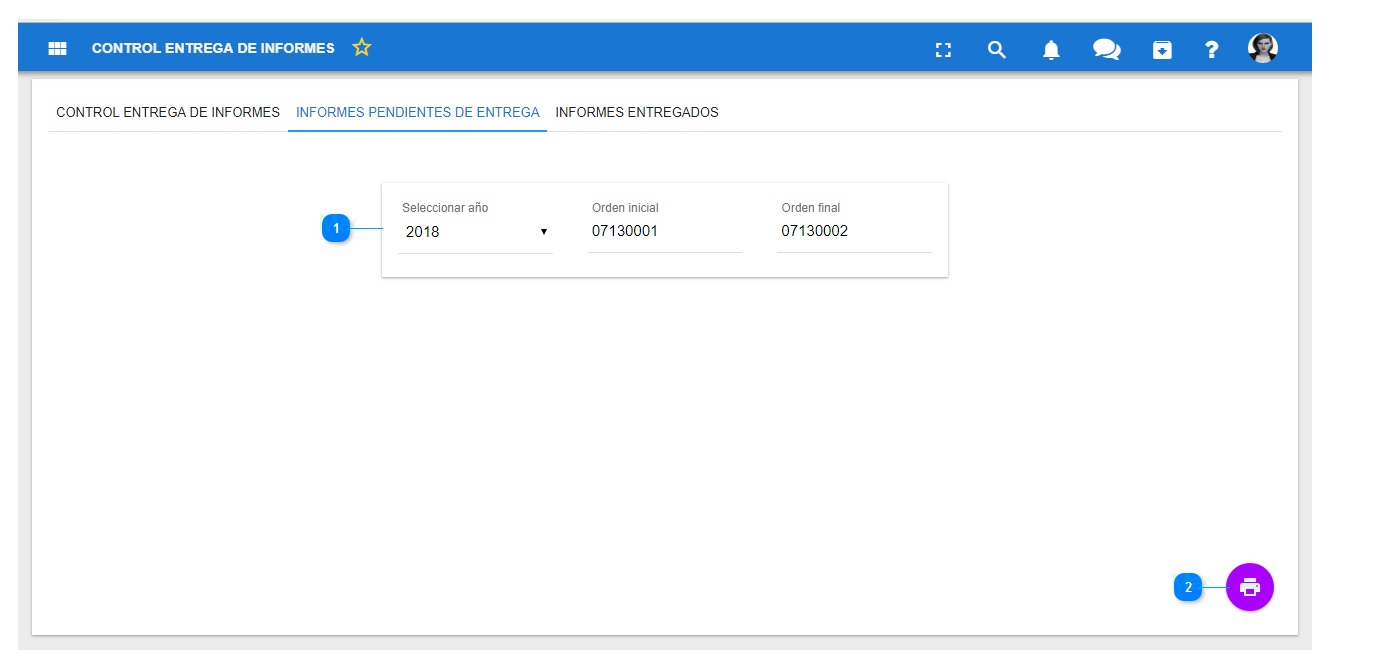 CONTROL ENTREGA DE INFORMES
CONTROL ENTREGA DE INFORMES INFORMES PENDIENTES DE ENTREGA INFORMES ENTREGADOS
Seleccionar año Orden inicial Orden final
1 2018 07130001 07130002
2